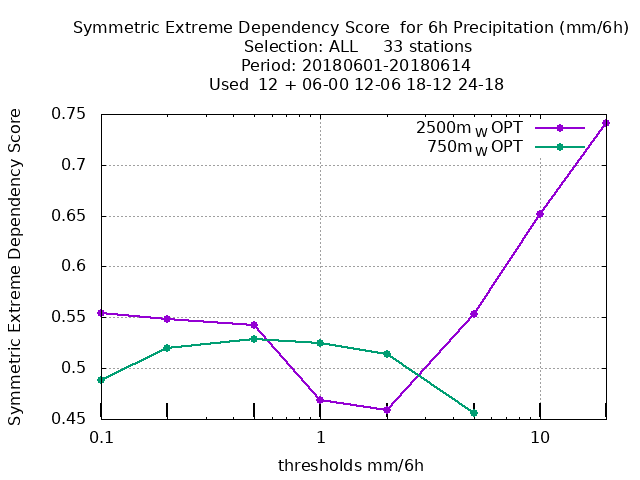 Symmetric Extreme Dependency Score  for 6h Precipitation (mm/6h)
Selection: ALL     33 stations
Period: 20180601-20180614
Used  12 + 06-00 12-06 18-12 24-18
Symmetric Extreme Dependency Score
0.75
0.7
0.65
0.6
0.55
0.5
0.45
2500m W OPT
750m W OPT
0.1
1
10
thresholds mm/6h